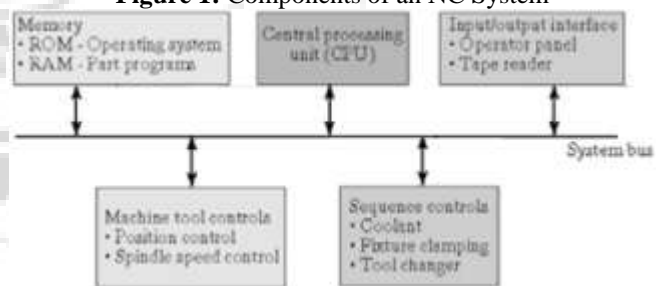 Figure 1: Components of an NC System
Memory
• ROM - Operating system
• RAM - Part programs
Central processing
unit (CPU)
Input/output interface
• Operator panel
• Tape reader
System bus
Machine tool controls
• Position control
• Spindle speed control
Sequence controls
• Coolant
• Fixture clamping
• Tool changer